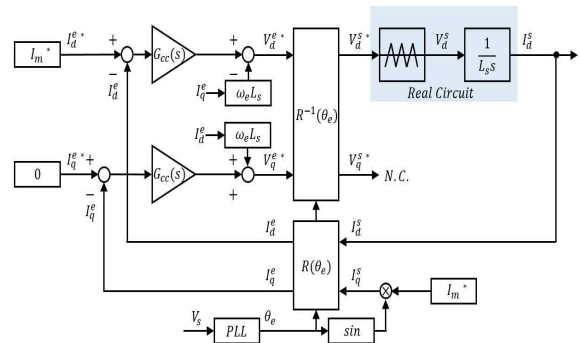 I_m^*
I_d^{e*} +
−
I_d^e
G_cc(s)
+
−
V_d^{e*}
I_q^e
ω_e L_s
R^{-1}(θ_e)
V_d^{s*}
V_d^s
1
L_s s
I_d^s
Real Circuit
0
I_q^{e*} +
−
I_q^e
G_cc(s)
I_d^e
ω_e L_s
+
+
V_q^{e*}
V_q^{s*}
N.C.
I_d^e
R(θ_e)
I_d^s
I_q^e
I_q^s
I_m^*
V_s
PLL
θ_e
sin